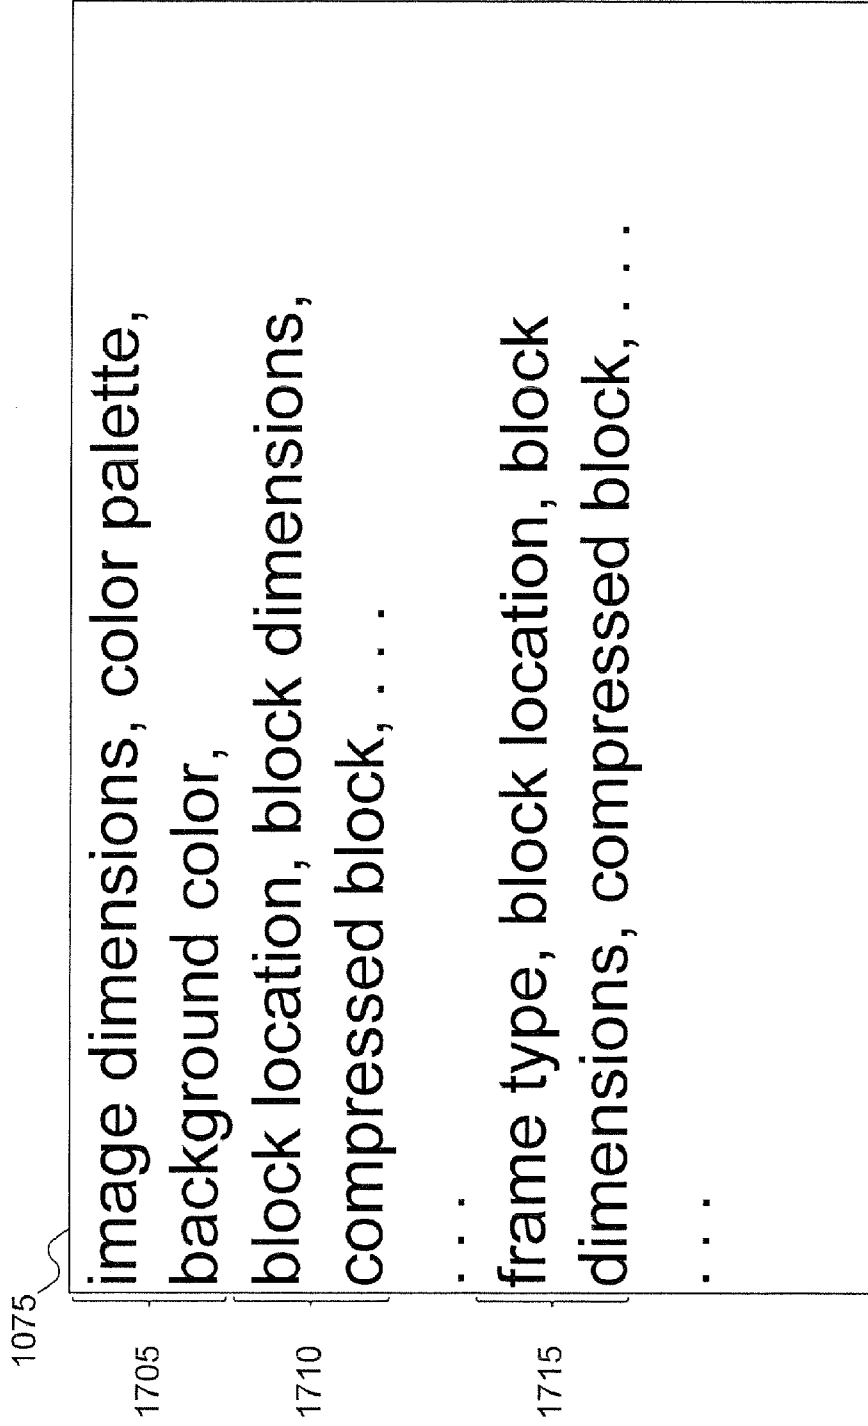 1075
1705
image dimensions, color palette,
background color,
1710
block location, block dimensions,
compressed block, . . .
. . .
1715
frame type, block location, block
dimensions, compressed block, . . .
. . .